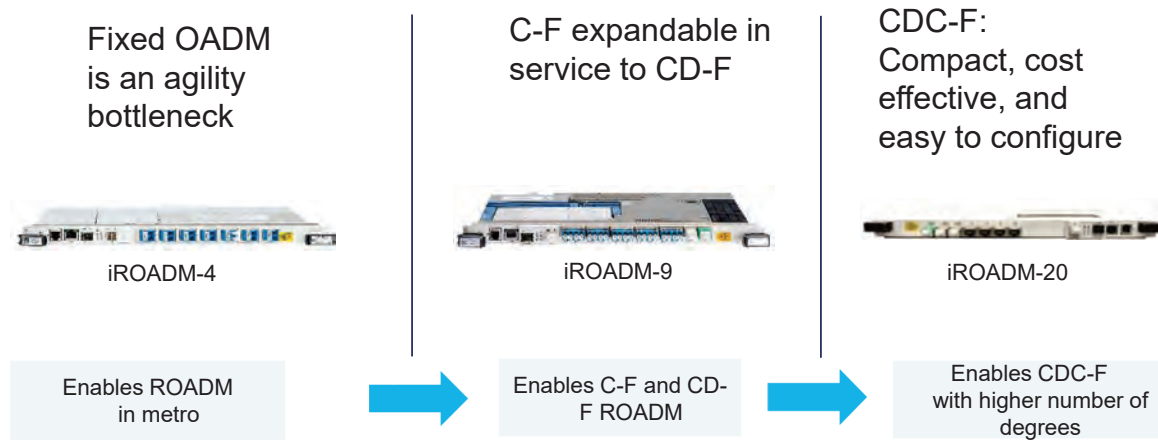 Fixed OADM
is an agility
bottleneck
C-F expandable in
service to CD-F
CDC-F:
Compact, cost
effective, and
easy to configure
iROADM-4
iROADM-9
iROADM-20
Enables ROADM
in metro
Enables C-F and CD-
F ROADM
Enables CDC-F
with higher number of
degrees